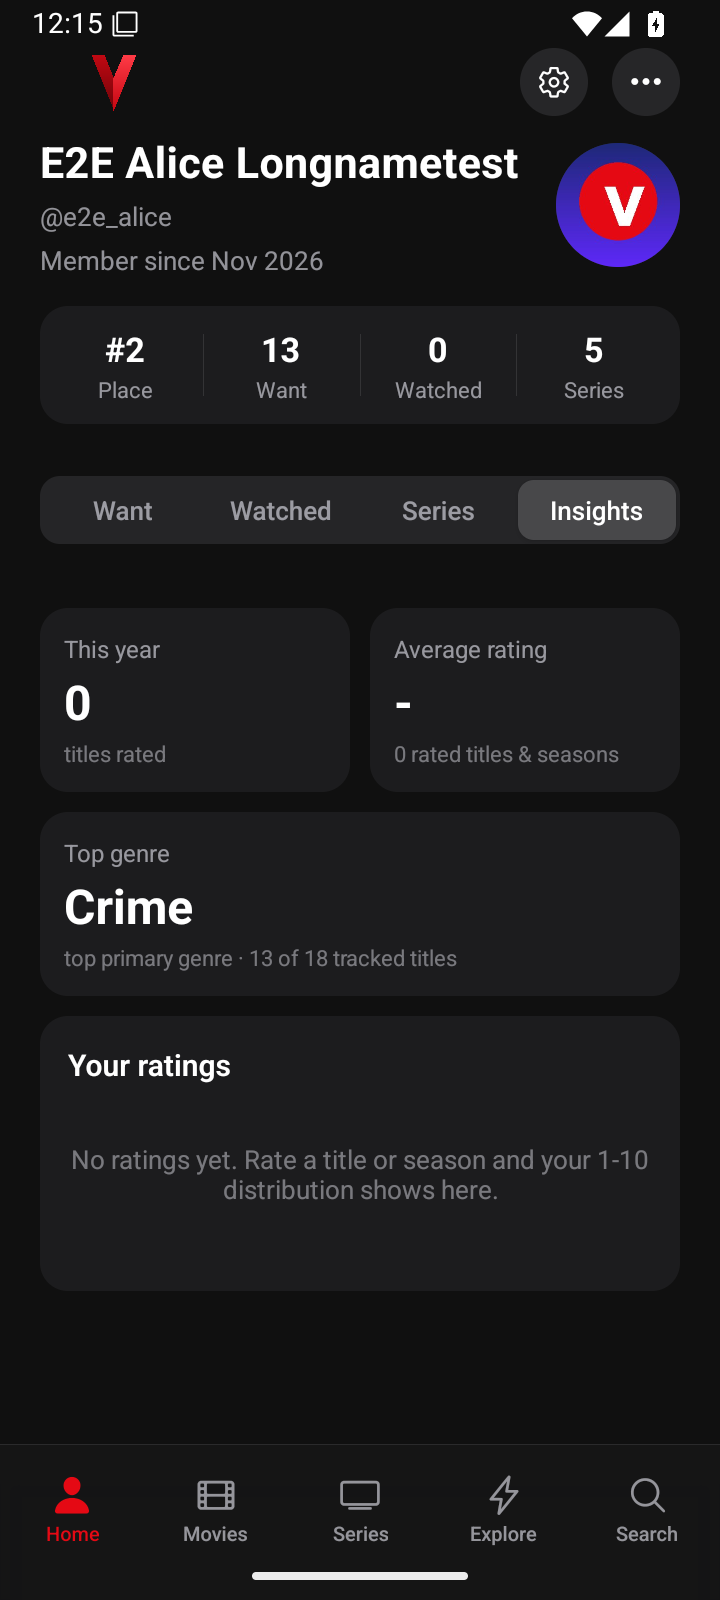 12:15
E2E Alice Longnametest
@e2e_alice
Member since Nov 2026
#2 13 0 5
Place Want Watched Series
Want Watched Series Insights
This year Average rating
0 -
titles rated 0 rated titles & seasons
Top genre
Crime
top primary genre · 13 of 18 tracked titles
Your ratings
No ratings yet. Rate a title or season and your 1-10
distribution shows here.
Home Movies Series Explore Search